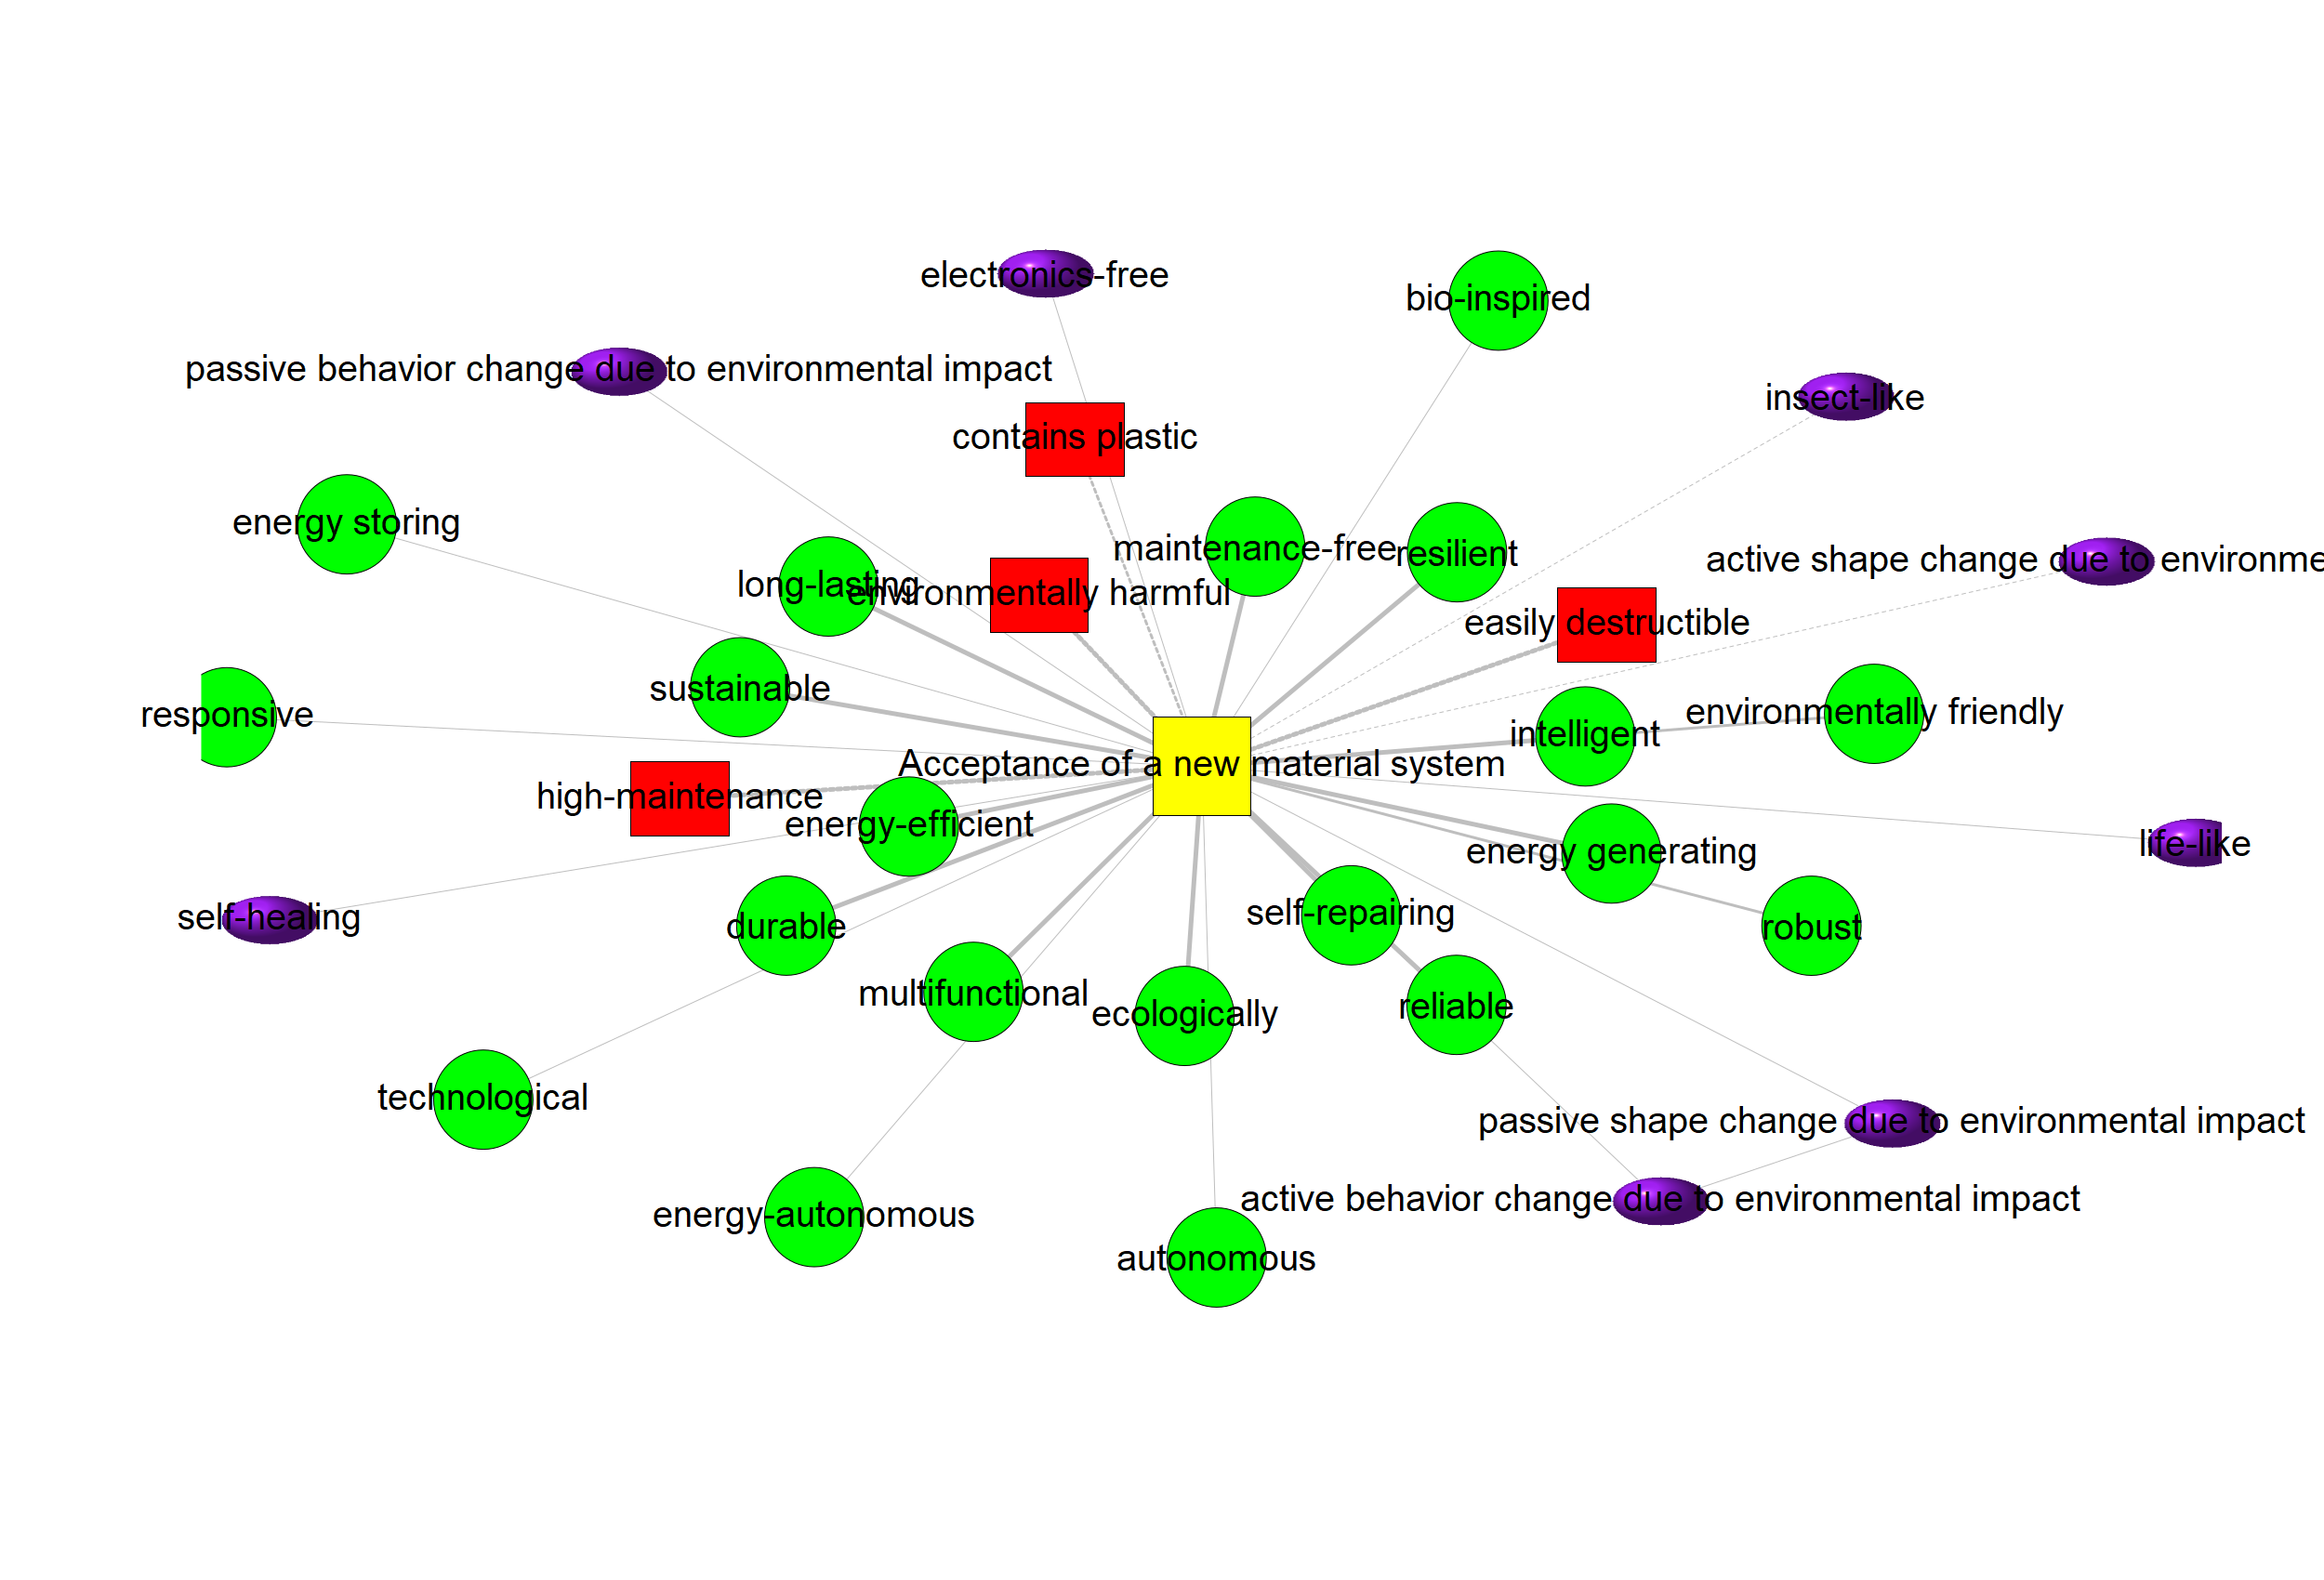 electronics-free
bio-inspired
passive behavior change due to environmental impact
insect-like
contains plastic
energy storing
maintenance-free
resilient
active shape change due to environme
long-lasting
environmentally harmful
easily destructible
sustainable
responsive
environmentally friendly
intelligent
Acceptance of a new material system
high-maintenance
energy-efficient
life-like
energy generating
self-healing
durable
self-repairing
robust
multifunctional
ecologically
reliable
technological
passive shape change due to environmental impact
active behavior change due to environmental impact
energy-autonomous
autonomous